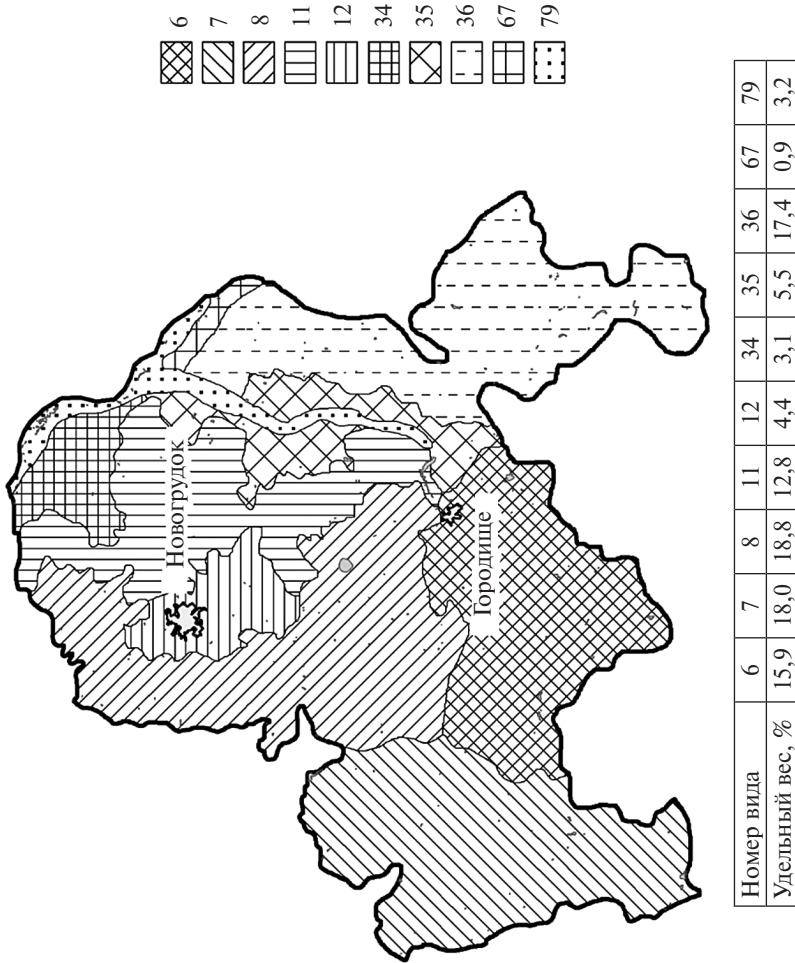 6
7
8
11
12
34
35
36
67
79
Новогрудок
Городище
Номер вида 6 7 8 11 12 34 35 36 67 79
Удельный вес, % 15,9 18,0 18,8 12,8 4,4 3,1 5,5 17,4 0,9 3,2